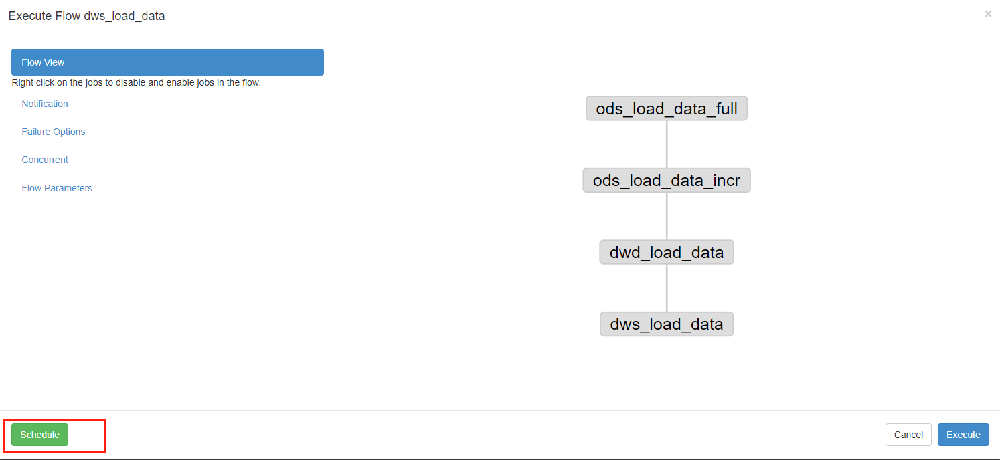 Execute Flow dws_load_data
×
Flow View
Right click on the jobs to disable and enable jobs in the flow.
Notification
Failure Options
Concurrent
Flow Parameters
ods_load_data_full
ods_load_data_incr
dwd_load_data
dws_load_data
Schedule
Cancel
Execute